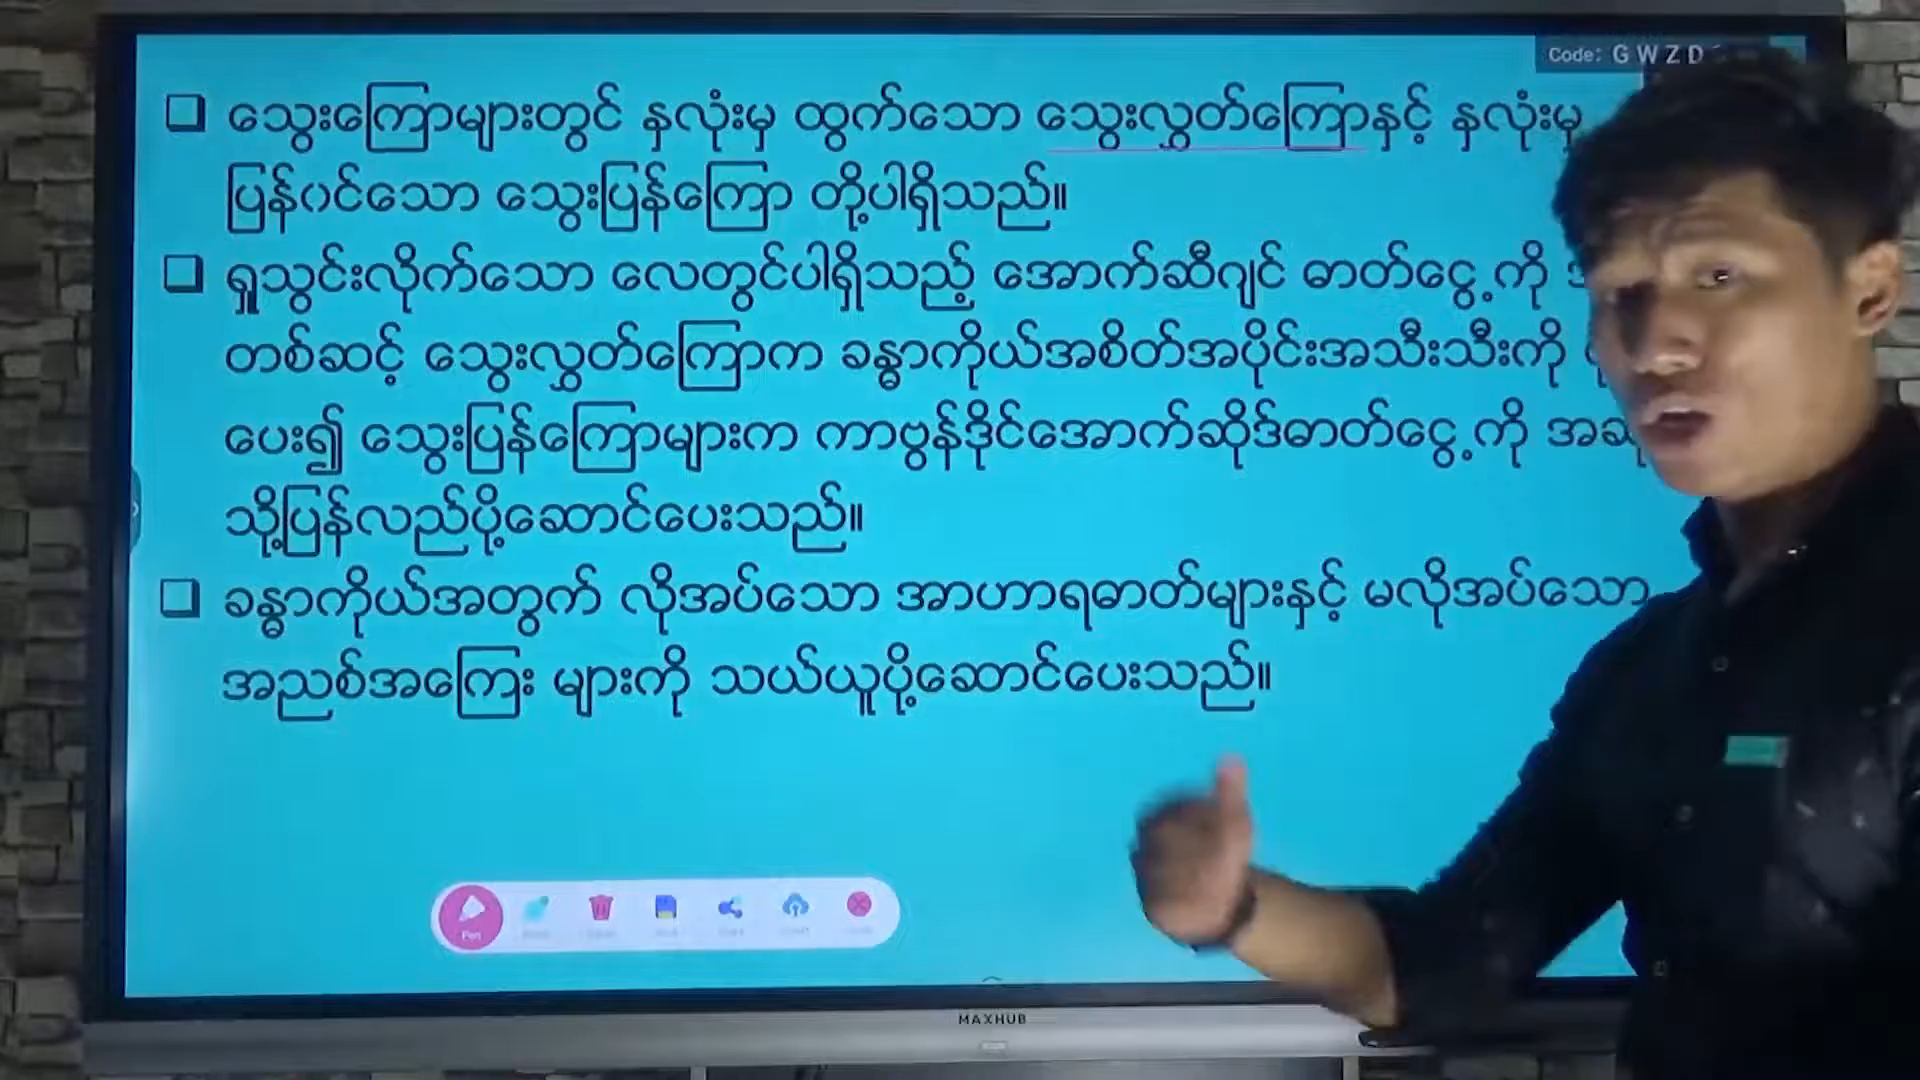 Code: G W Z D
❑ သွေးကြောများတွင် နှလုံးမှ ထွက်သော သွေးလွှတ်ကြောနှင့် နှလုံးမှ
ပြန်ဝင်သော သွေးပြန်ကြော တို့ပါရှိသည်။
❑ ရှူသွင်းလိုက်သော လေတွင်ပါရှိသည့် အောက်ဆီဂျင် ဓာတ်ငွေ့ကို
တစ်ဆင့် သွေးလွှတ်ကြောက ခန္ဓာကိုယ်အစိတ်အပိုင်းအသီးသီးကို
ပေး၍ သွေးပြန်ကြောများက ကာဗွန်ဒိုင်အောက်ဆိုဒ်ဓာတ်ငွေ့ကို
သို့ပြန်လည်ပို့ဆောင်ပေးသည်။
❑ ခန္ဓာကိုယ်အတွက် လိုအပ်သော အာဟာရဓာတ်များနှင့် မလိုအပ်သော
အညစ်အကြေး များကို သယ်ယူပို့ဆောင်ပေးသည်။
Pen
MAXHUB